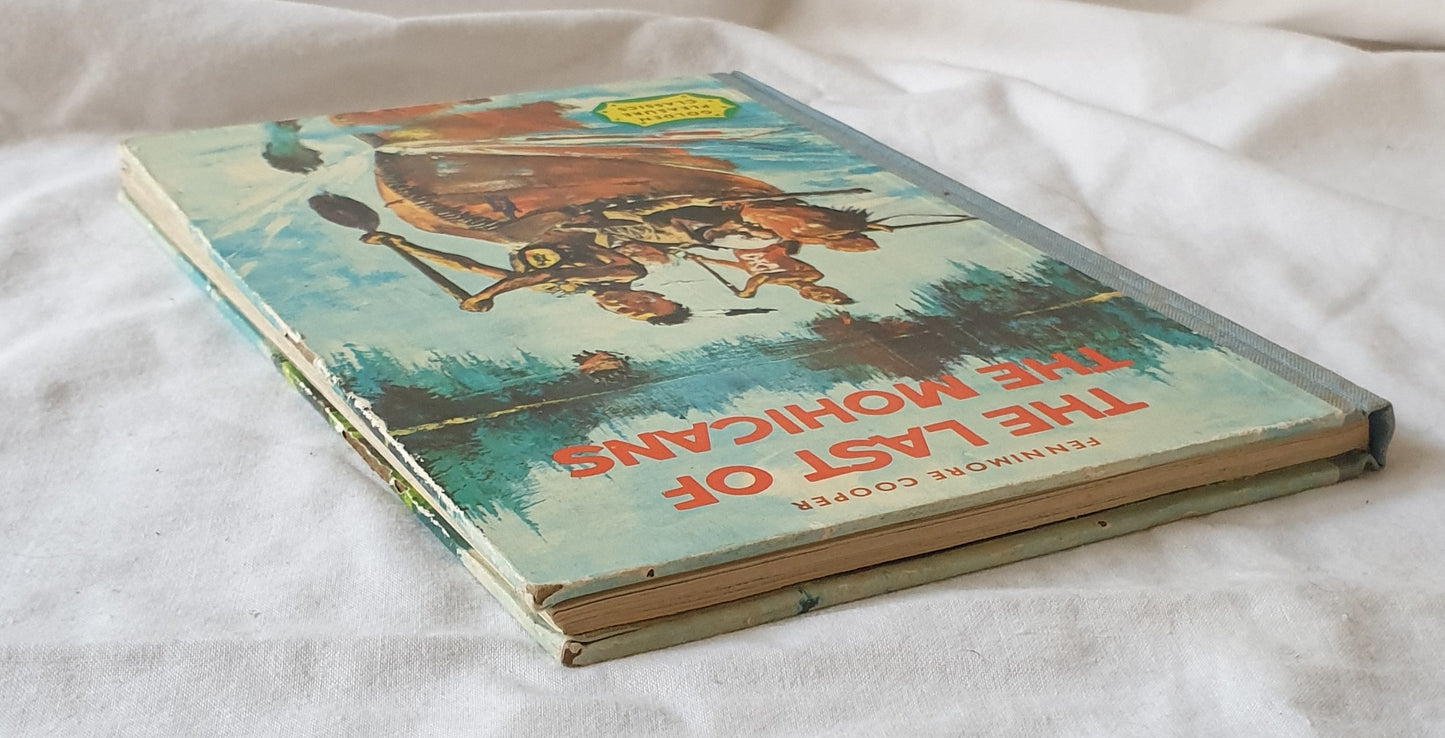 FENNIMORE COOPER
THE LAST OF
THE MOHICANS
GOLDEN
PLEASURE
CLASSICS